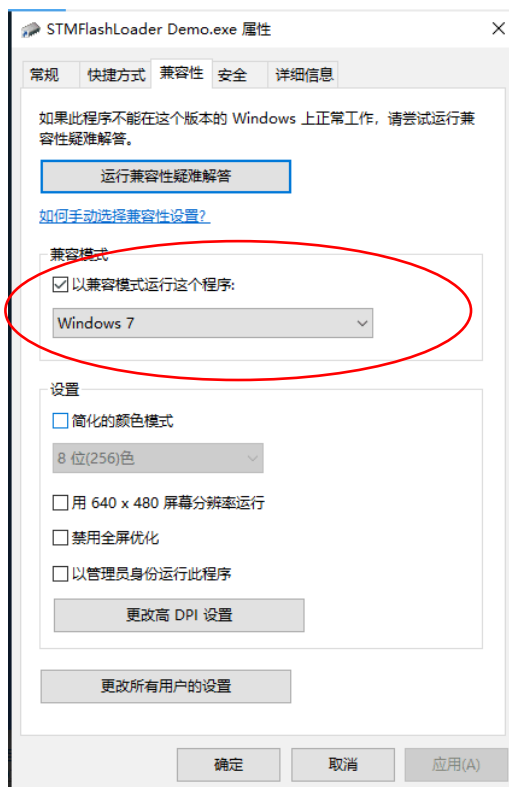 STMFlashLoader Demo.exe 属性
常规 快捷方式 兼容性 安全 详细信息
如果此程序不能在这个版本的 Windows 上正常工作，请尝试运行兼
容性疑难解答。
运行兼容性疑难解答
如何手动选择兼容性设置?
兼容模式
以兼容模式运行这个程序:
Windows 7
设置
简化的颜色模式
8 位(256)色
用 640 x 480 屏幕分辨率运行
禁用全屏优化
以管理员身份运行此程序
更改高 DPI 设置
更改所有用户的设置
确定 取消 应用(A)